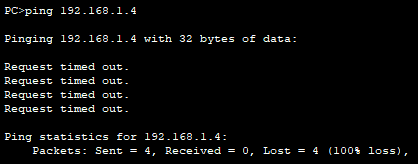 PC>ping 192.168.1.4
Pinging 192.168.1.4 with 32 bytes of data:
Request timed out.
Request timed out.
Request timed out.
Request timed out.
Ping statistics for 192.168.1.4:
Packets: Sent = 4, Received = 0, Lost = 4 (100% loss),